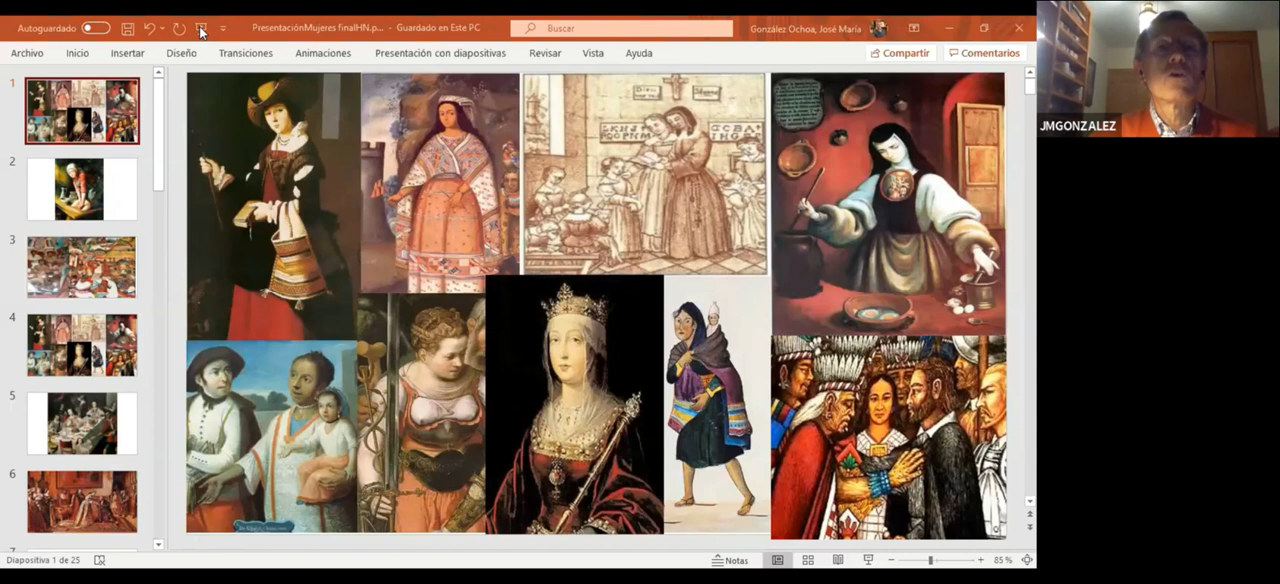 Autoguardado
PresentaciónMujeres finalHN.p... - Guardado en Este PC
Buscar
González Ochoa, José María
Archivo
Inicio
Insertar
Diseño
Transiciones
Animaciones
Presentación con diapositivas
Revisar
Vista
Ayuda
Compartir
Comentarios
JMGONZALEZ
1
2
3
4
5
6
Diapositiva 1 de 25
Notas
85 %